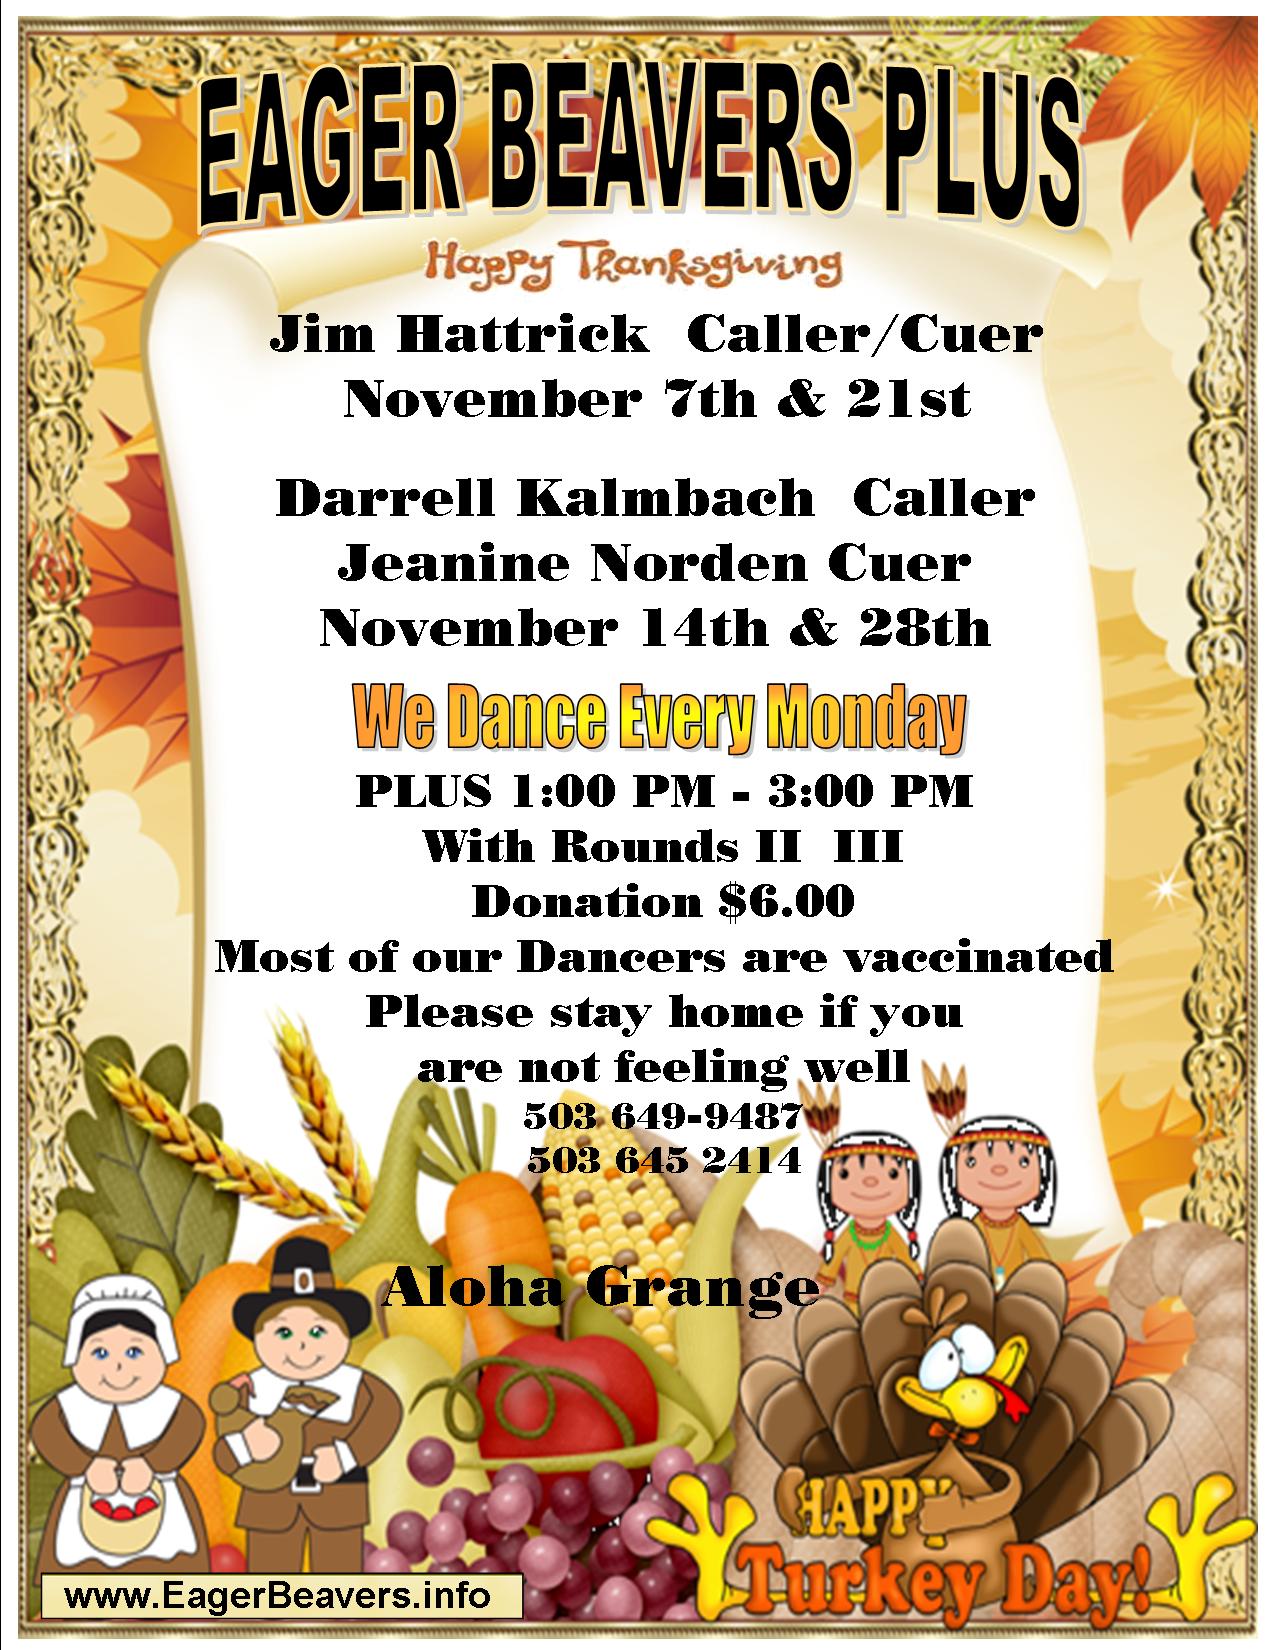 EAGER BEAVERS PLUS
Happy Thanksgiving
Jim Hattrick Caller/Cuer
November 7th & 21st
Darrell Kalmbach Caller
Jeanine Norden Cuer
November 14th & 28th
We Dance Every Monday
PLUS 1:00 PM - 3:00 PM
With Rounds II III
Donation $6.00
Most of our Dancers are vaccinated
Please stay home if you
are not feeling well
503 649-9487
503 645 2414
Aloha Grange
HAPPY
Turkey Day!
www.EagerBeavers.info